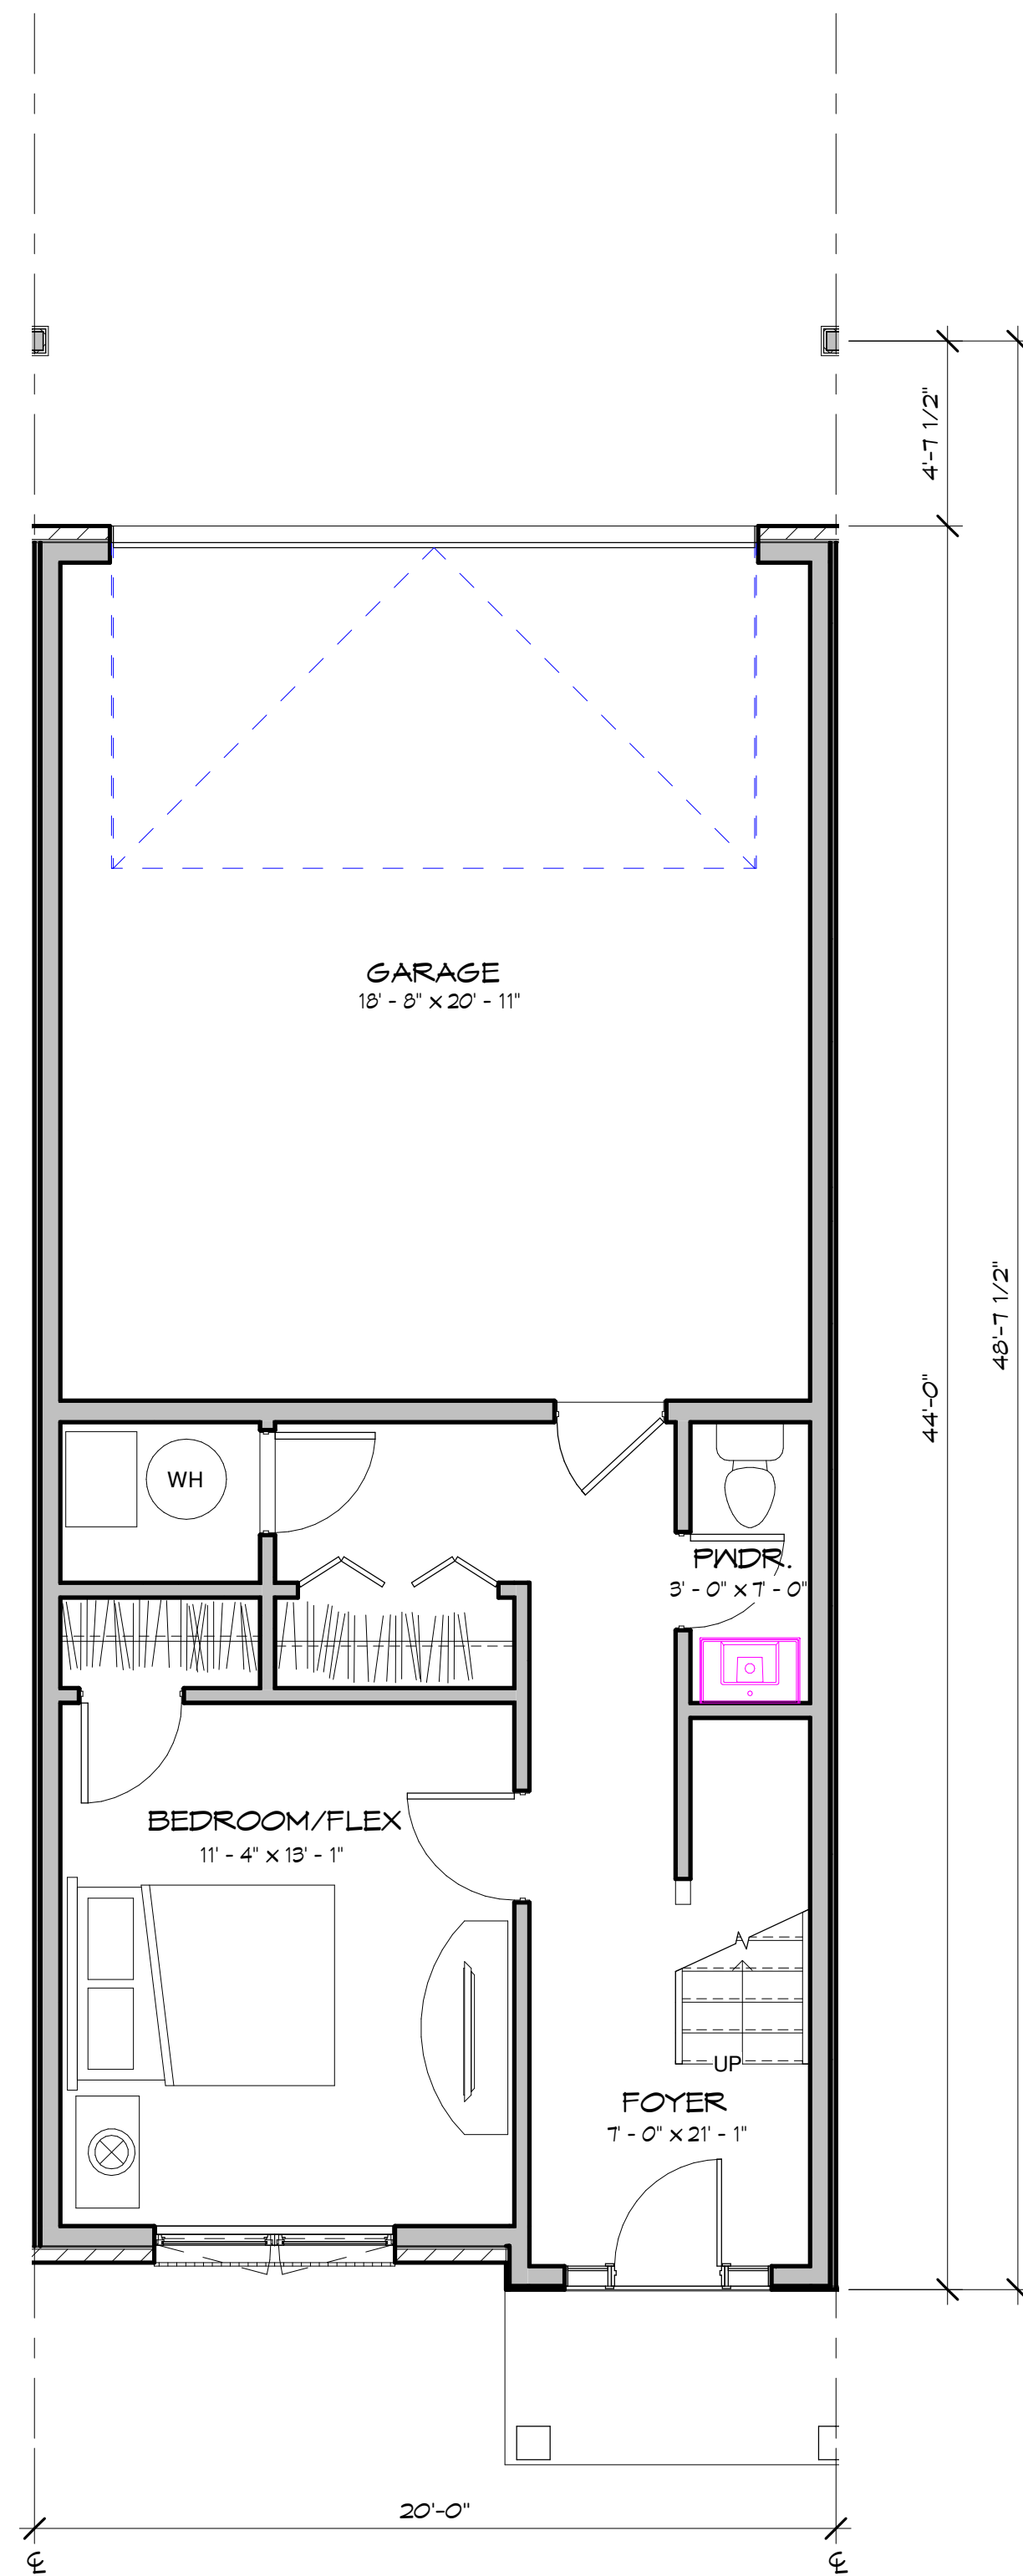 4'-7 1/2"
GARAGE
18' - 8" x 20' - 11"
48'-7 1/2"
44'-0"
WH
PWDR.
3' - 0" x 7' - 0"
BEDROOM/FLEX
11' - 4" x 13' - 1"
UP
FOYER
7' - 0" x 21' - 1"
20'-0"
℄ ℄